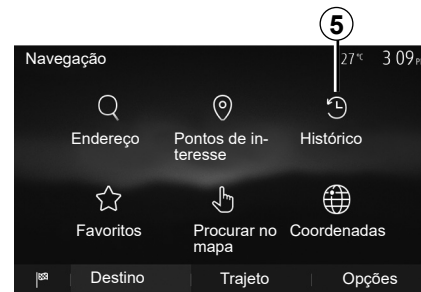 5
Navegação 27 °C 3 09 P
Endereço Pontos de in-
teresse Histórico
Favoritos Procurar no
mapa Coordenadas
Destino Trajeto Opções